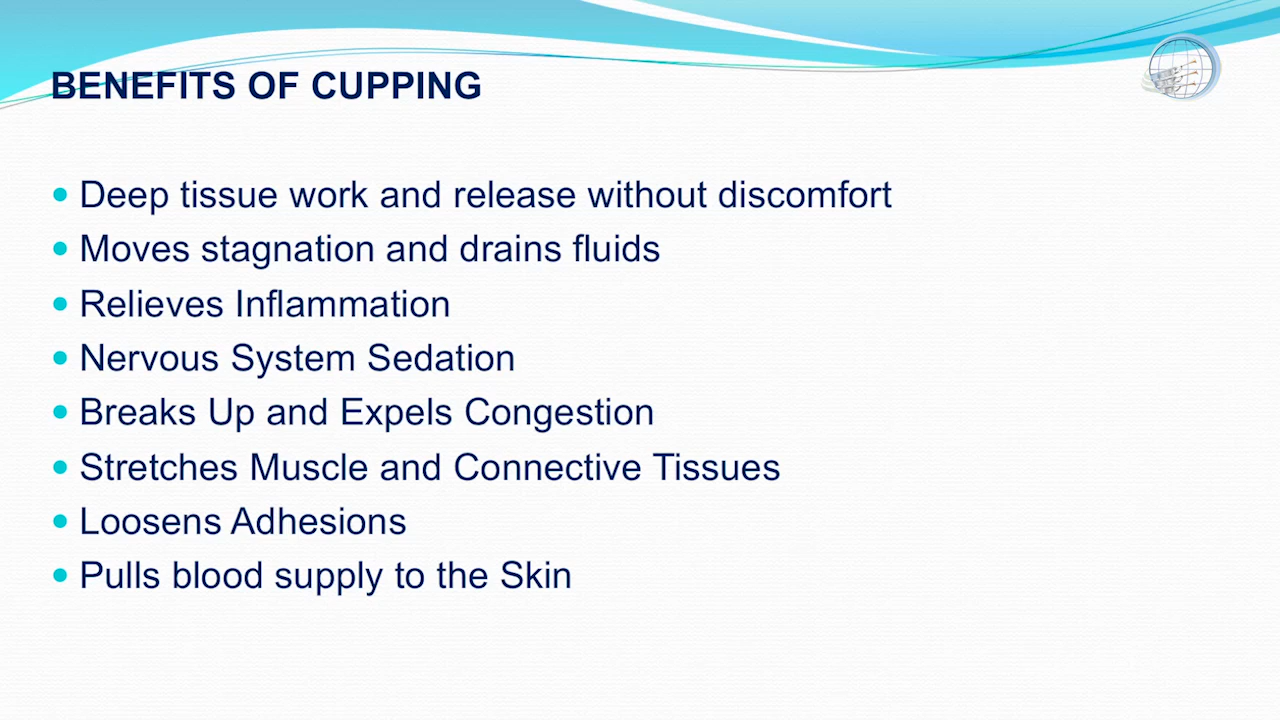 BENEFITS OF CUPPING
Deep tissue work and release without discomfort
Moves stagnation and drains fluids
Relieves Inflammation
Nervous System Sedation
Breaks Up and Expels Congestion
Stretches Muscle and Connective Tissues
Loosens Adhesions
Pulls blood supply to the Skin